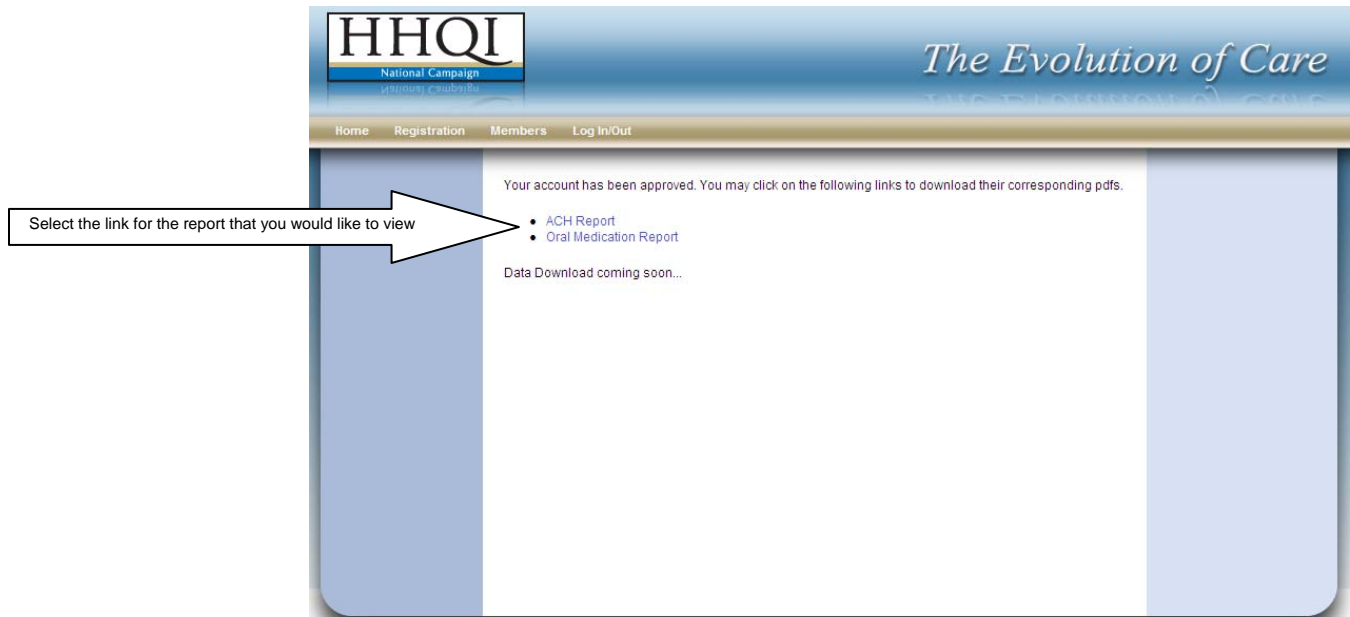 HHQI
National Campaign
The Evolution of Care
Home Registration Members Log In/Out
Your account has been approved. You may click on the following links to download their corresponding pdfs.
Select the link for the report that you would like to view
• ACH Report
• Oral Medication Report
Data Download coming soon...